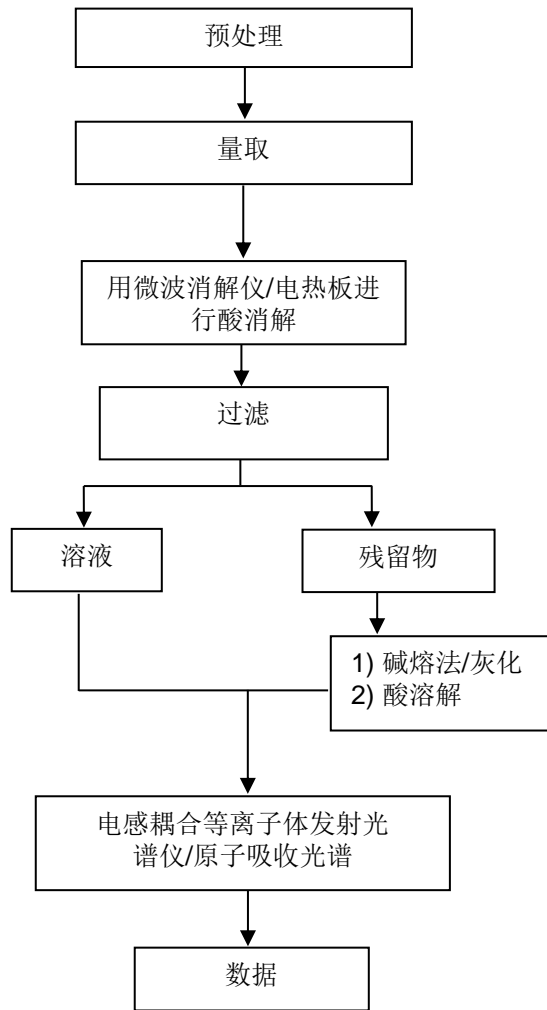 预处理
量取
用微波消解仪/电热板进
行酸消解
过滤
溶液
残留物
1) 碱熔法/灰化
2) 酸溶解
电感耦合等离子体发射光
谱仪/原子吸收光谱
数据